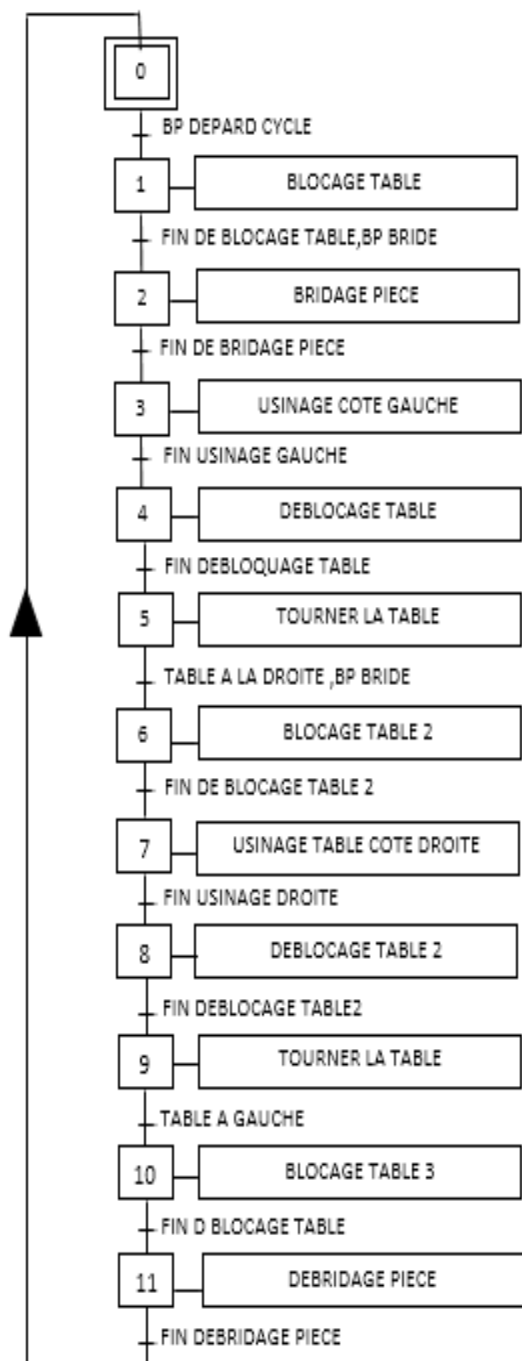 0
BP DEPARD CYCLE
1 BLOCAGE TABLE
FIN DE BLOCAGE TABLE,BP BRIDE
2 BRIDAGE PIECE
FIN DE BRIDAGE PIECE
3 USINAGE COTE GAUCHE
FIN USINAGE GAUCHE
4 DEBLOCAGE TABLE
FIN DEBLOQUAGE TABLE
5 TOURNER LA TABLE
TABLE A LA DROITE ,BP BRIDE
6 BLOCAGE TABLE 2
FIN DE BLOCAGE TABLE 2
7 USINAGE TABLE COTE DROITE
FIN USINAGE DROITE
8 DEBLOCAGE TABLE 2
FIN DEBLOCAGE TABLE2
9 TOURNER LA TABLE
TABLE A GAUCHE
10 BLOCAGE TABLE 3
FIN D BLOCAGE TABLE
11 DEBRIDAGE PIECE
FIN DEBRIDAGE PIECE